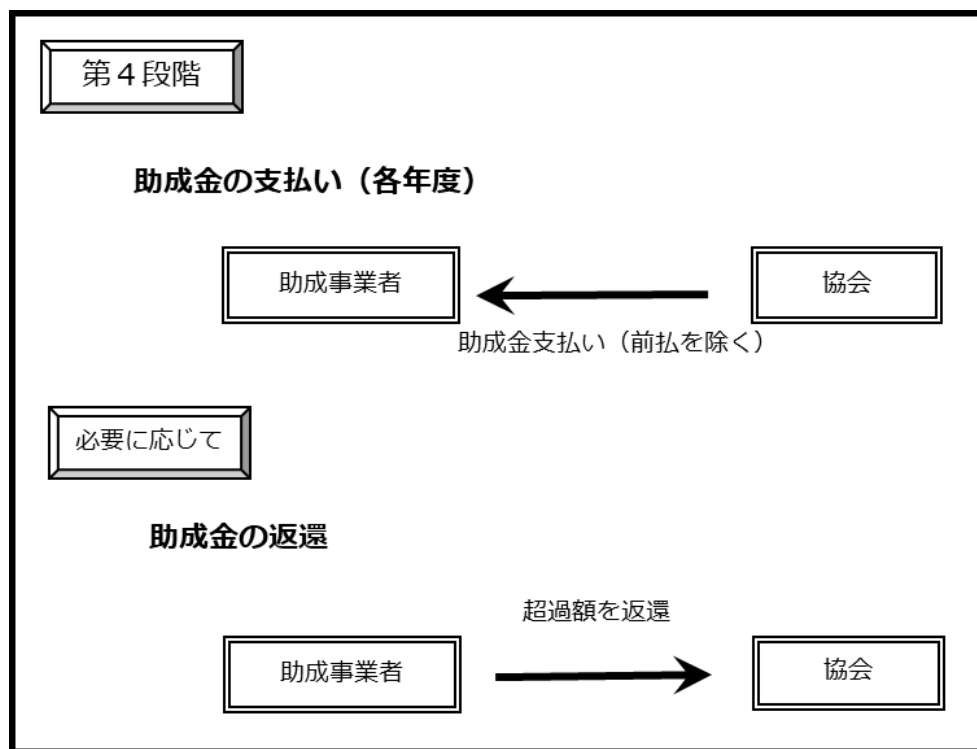 第４段階
助成金の支払い（各年度）
助成事業者
協会
助成金支払い（前払を除く）
必要に応じて
助成金の返還
超過額を返還
助成事業者
協会